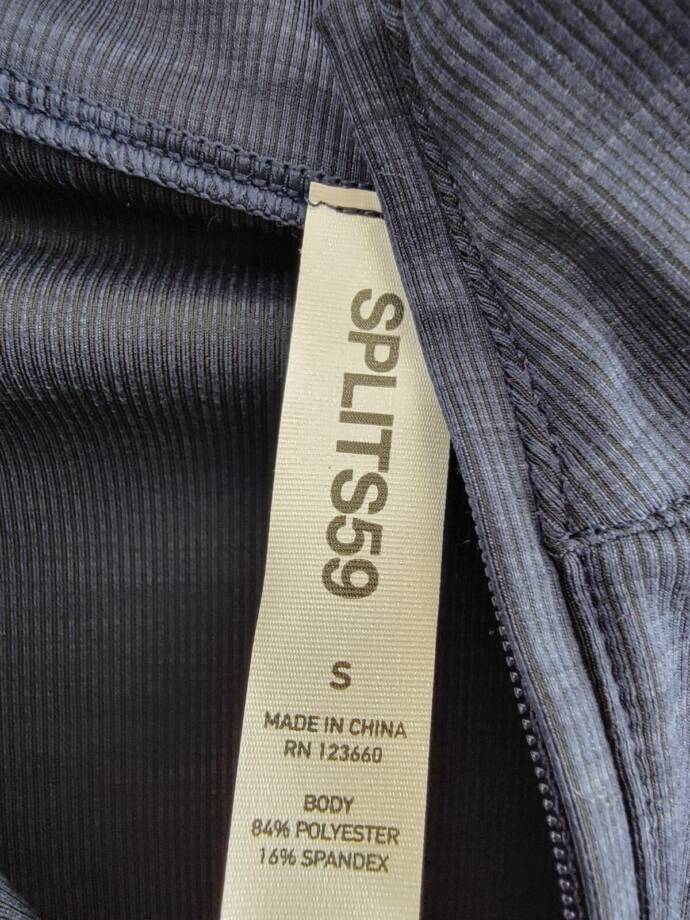 SPLITS59
S
MADE IN CHINA
RN 123660
BODY
84% POLYESTER
16% SPANDEX